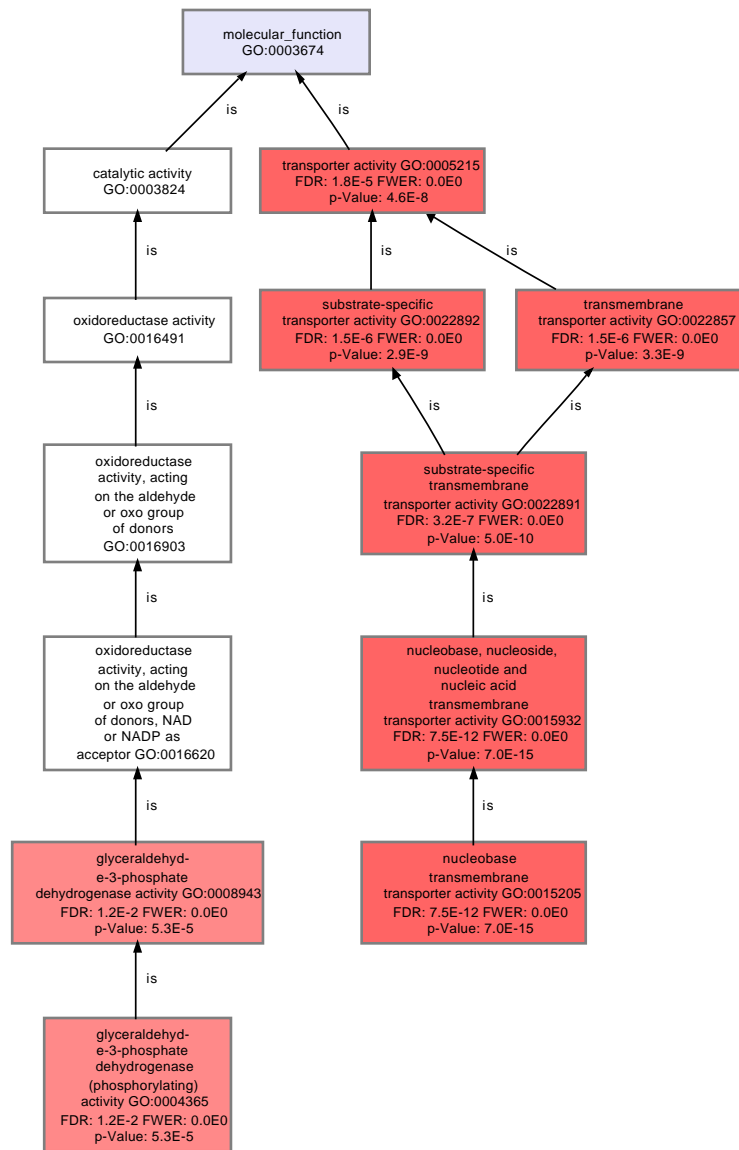 molecular_function
GO:0003674
is
is
catalytic activity
GO:0003824
transporter activity GO:0005215
FDR: 1.8E-5 FWER: 0.0E0
p-Value: 4.6E-8
is
is
is
oxidoreductase activity
GO:0016491
substrate-specific
transporter activity GO:0022892
FDR: 1.5E-6 FWER: 0.0E0
p-Value: 2.9E-9
transmembrane
transporter activity GO:0022857
FDR: 1.5E-6 FWER: 0.0E0
p-Value: 3.3E-9
is
is
is
oxidoreductase
activity, acting
on the aldehyde
or oxo group
of donors
GO:0016903
substrate-specific
transmembrane
transporter activity GO:0022891
FDR: 3.2E-7 FWER: 0.0E0
p-Value: 5.0E-10
is
is
oxidoreductase
activity, acting
on the aldehyde
or oxo group
of donors, NAD
or NADP as
acceptor GO:0016620
nucleobase, nucleoside,
nucleotide and
nucleic acid
transmembrane
transporter activity GO:0015932
FDR: 7.5E-12 FWER: 0.0E0
p-Value: 7.0E-15
is
is
glyceraldehyd-
e-3-phosphate
dehydrogenase activity GO:0008943
FDR: 1.2E-2 FWER: 0.0E0
p-Value: 5.3E-5
nucleobase
transmembrane
transporter activity GO:0015205
FDR: 7.5E-12 FWER: 0.0E0
p-Value: 7.0E-15
is
glyceraldehyd-
e-3-phosphate
dehydrogenase
(phosphorylating)
activity GO:0004365
FDR: 1.2E-2 FWER: 0.0E0
p-Value: 5.3E-5